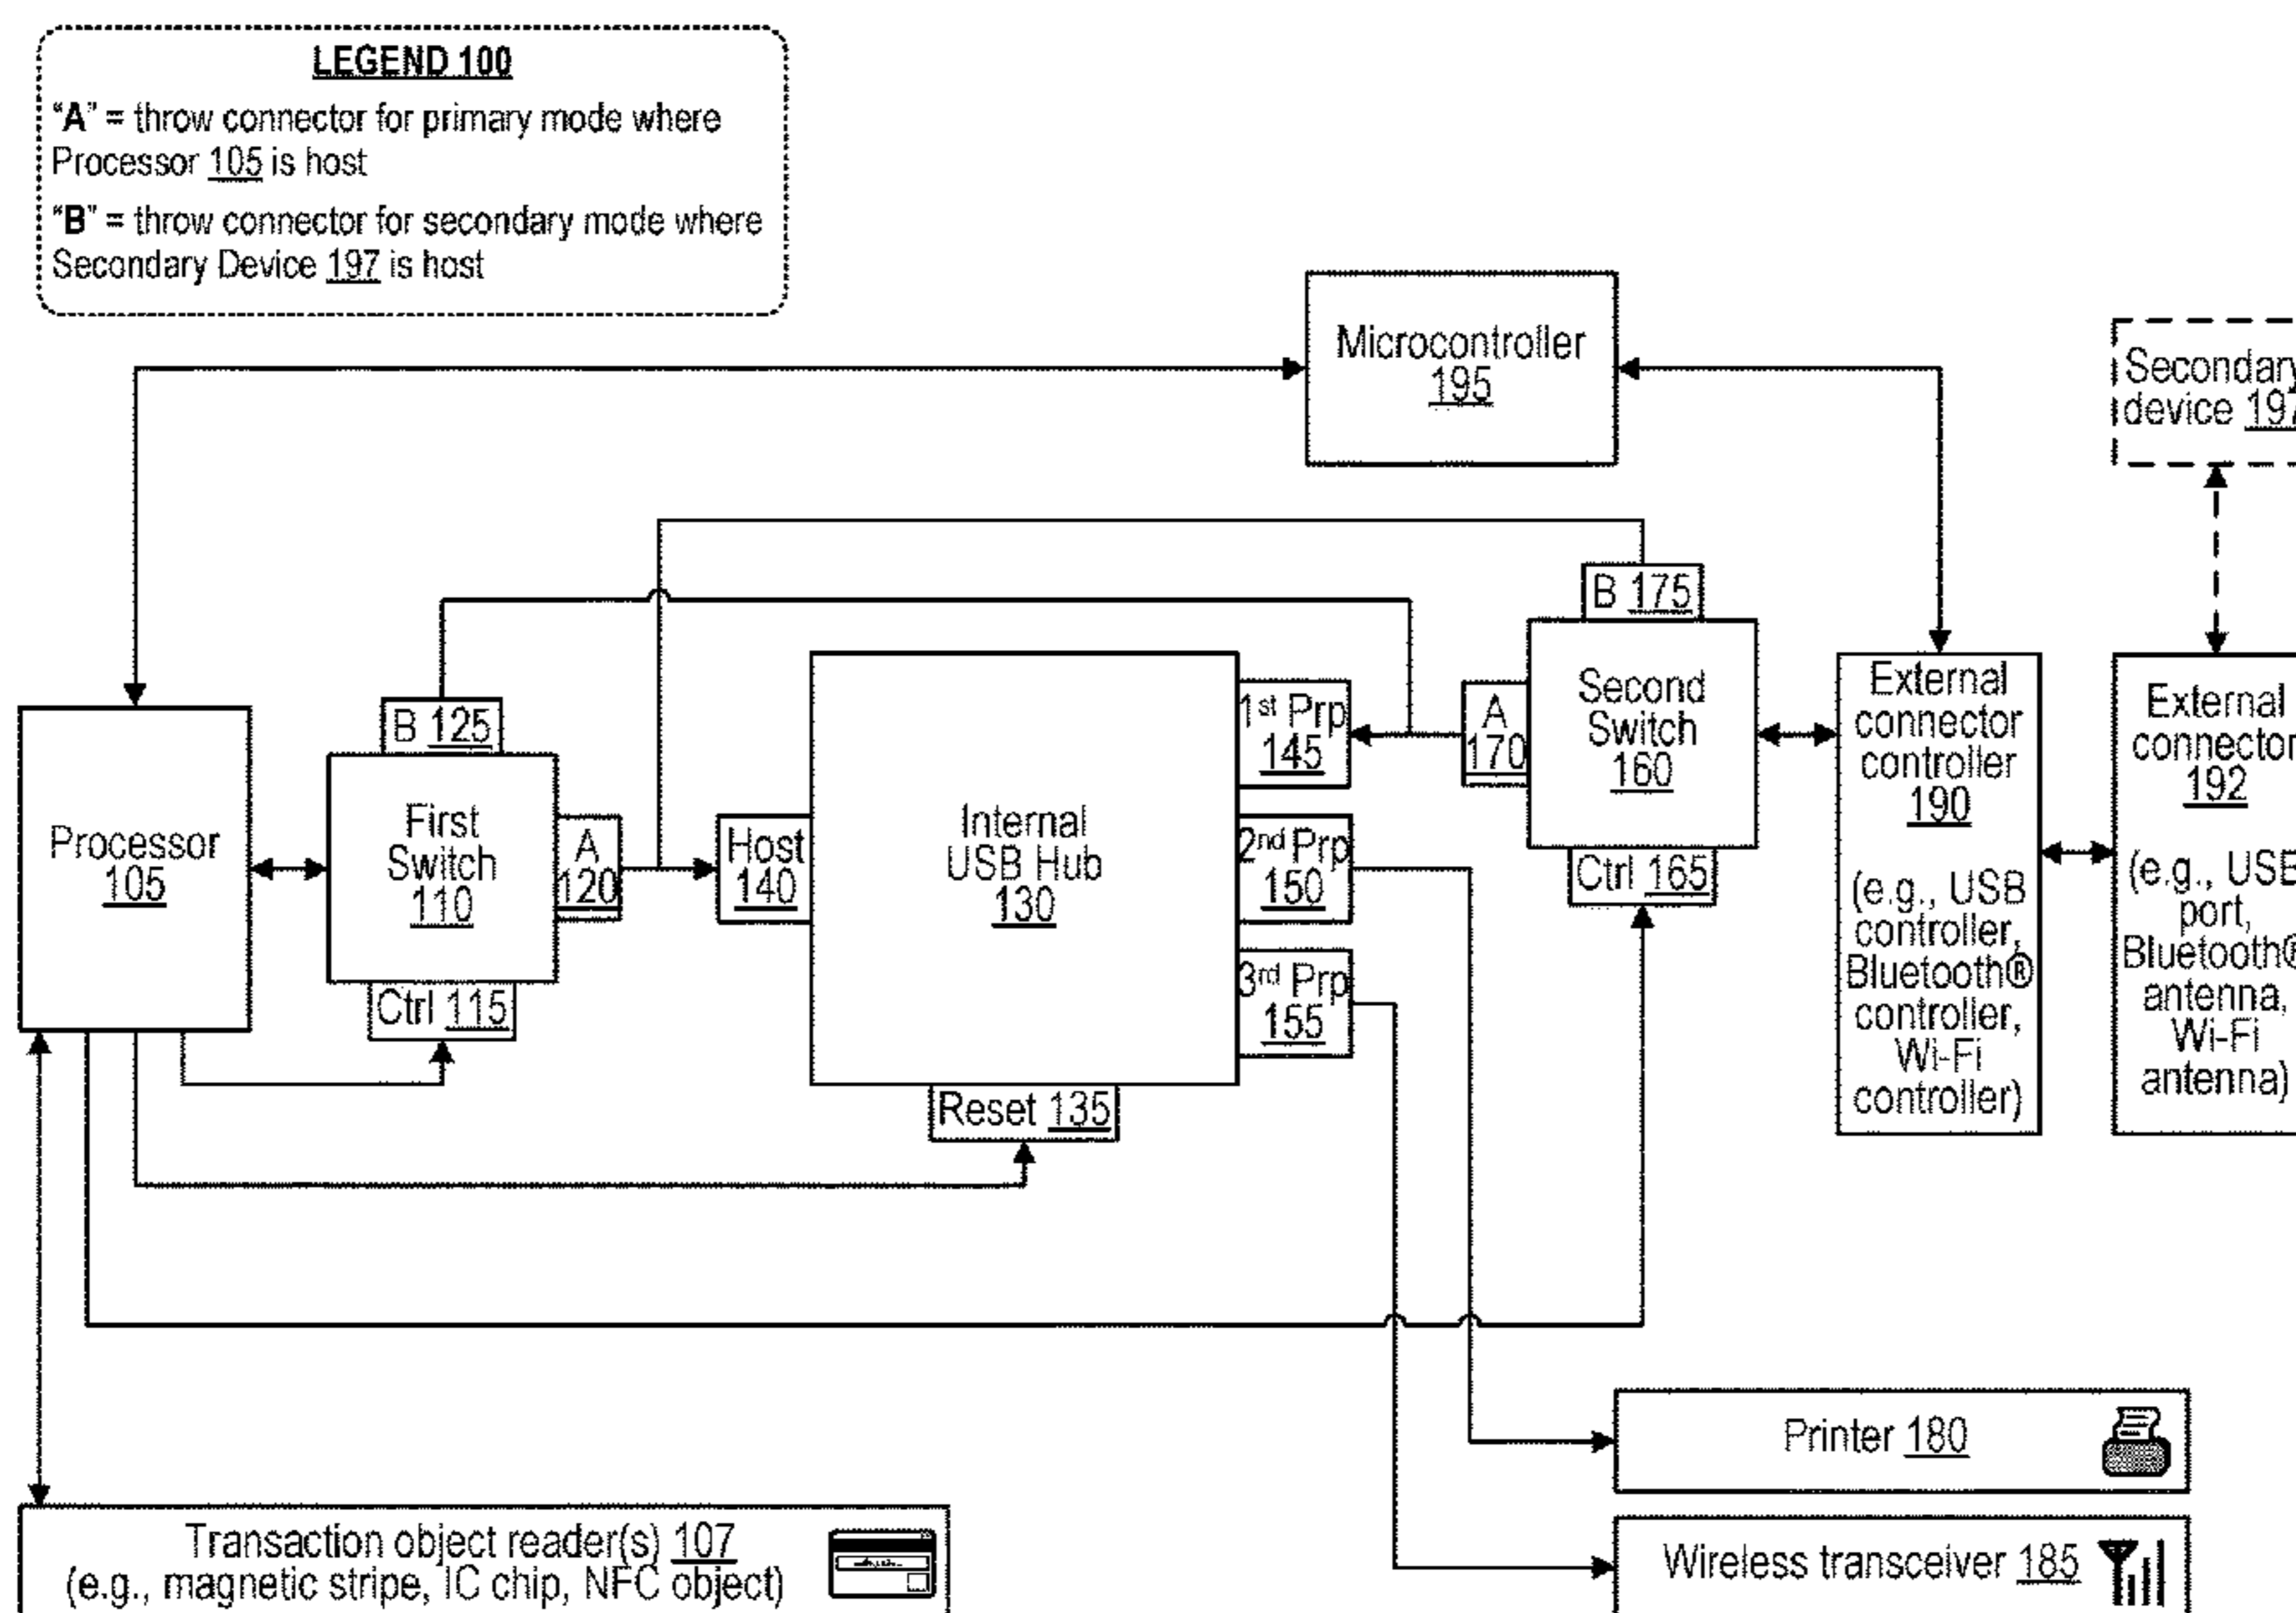 LEGEND 100
"A" = throw connector for primary mode where
Processor 105 is host
"B" = throw connector for secondary mode where
Secondary Device 197 is host
Microcontroller
195
Secondary
device 197
B 175
Second
Switch
160
A
170
Ctrl 165
B 125
First
Switch
110
A
120
Ctrl 115
Processor
105
Host
140
Internal
USB Hub
130
1st Prp
145
2nd Prp
150
3rd Prp
155
Reset 135
External
connector
controller
190
(e.g., USB
controller,
Bluetooth®
controller,
Wi-Fi
controller)
External
connector
192
(e.g., USB
port,
Bluetooth®
antenna,
Wi-Fi
antenna)
Printer 180
Transaction object reader(s) 107
(e.g., magnetic stripe, IC chip, NFC object)
Wireless transceiver 185